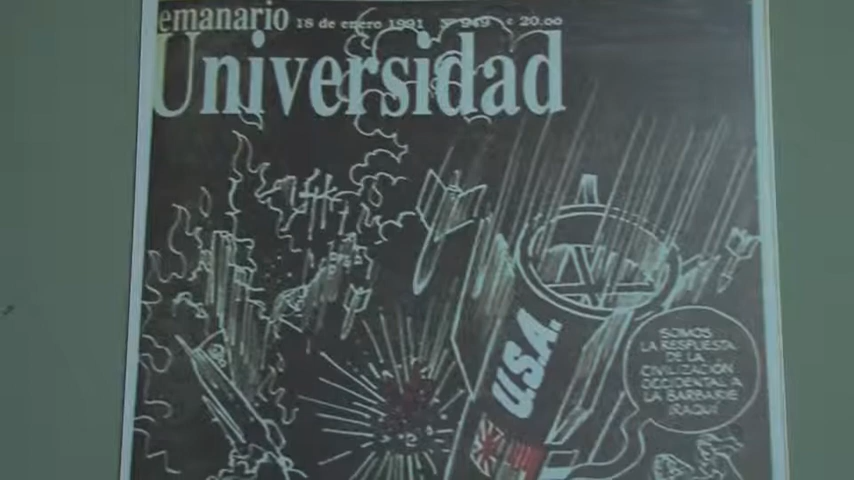 emanario 18 de enero 1991 Nº 949 ¢ 20.00
Universidad
U.S.A.
SOMOS
LA RESPUESTA
DE LA
CIVILIZACIÓN
OCCIDENTAL A
LA BARBARIE
IRAQUÍ